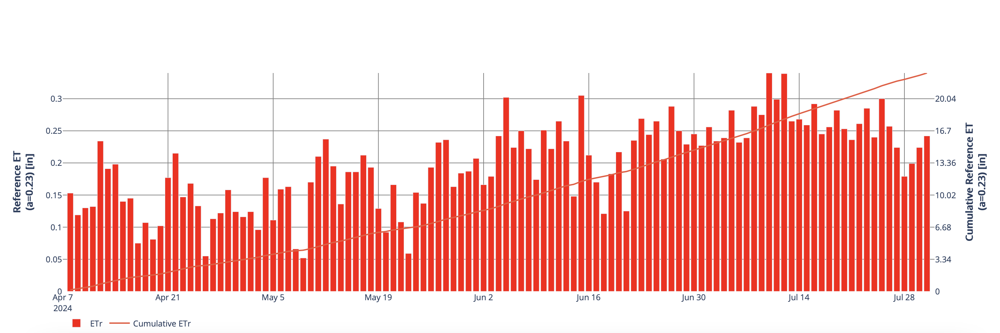 Reference ET
(a=0.23) [in]
0.3
0.25
0.2
0.15
0.1
0.05
0
20.04
16.7
13.36
10.02
6.68
3.34
0
Cumulative Reference ET
(a=0.23) [in]
Apr 7
2024
Apr 21
May 5
May 19
Jun 2
Jun 16
Jun 30
Jul 14
Jul 28
ETr
Cumulative ETr